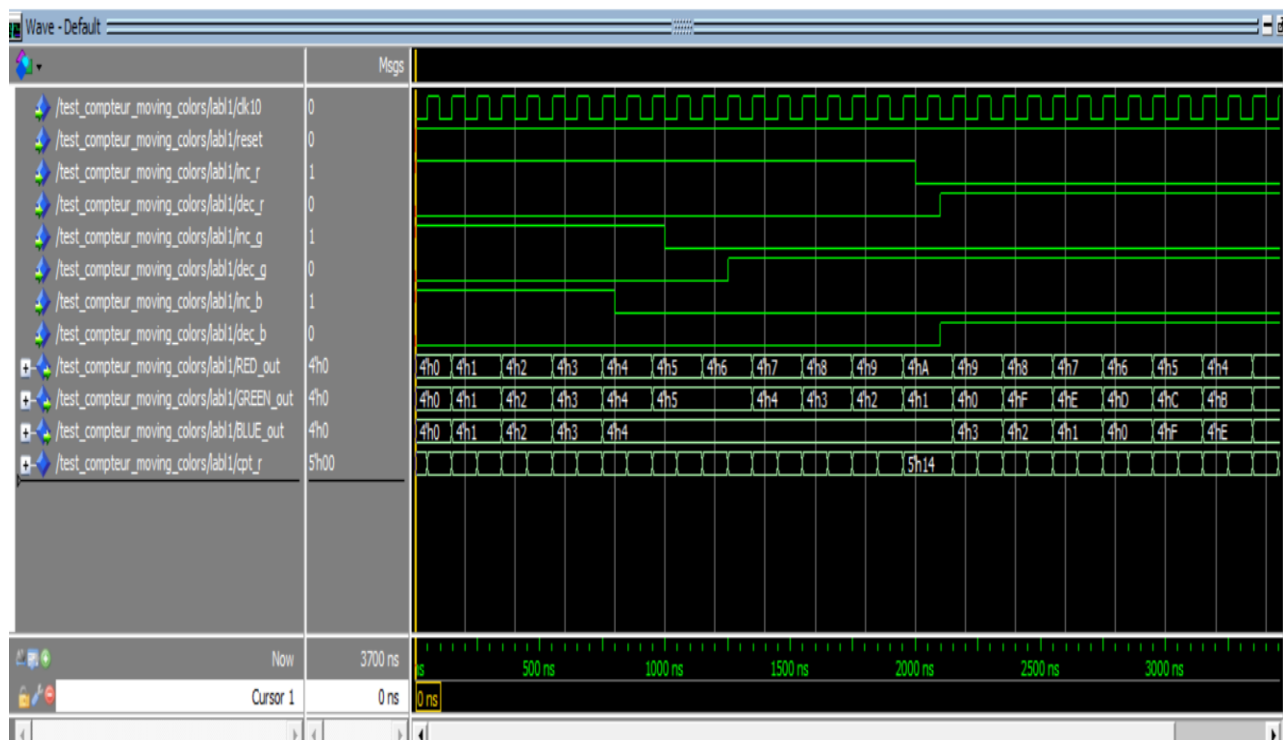 Wave - Default
Msgs
/test_compteur_moving_colors/labl1/clk10 0
/test_compteur_moving_colors/labl1/reset 0
/test_compteur_moving_colors/labl1/inc_r 1
/test_compteur_moving_colors/labl1/dec_r 0
/test_compteur_moving_colors/labl1/inc_g 1
/test_compteur_moving_colors/labl1/dec_g 0
/test_compteur_moving_colors/labl1/inc_b 1
/test_compteur_moving_colors/labl1/dec_b 0
/test_compteur_moving_colors/labl1/RED_out 4'h0 4'h0 4'h1 4'h2 4'h3 4'h4 4'h5 4'h6 4'h7 4'h8 4'h9 4'hA 4'h9 4'h8 4'h7 4'h6 4'h5 4'h4
/test_compteur_moving_colors/labl1/GREEN_out 4'h0 4'h0 4'h1 4'h2 4'h3 4'h4 4'h5 4'h4 4'h3 4'h2 4'h1 4'h0 4'hF 4'hE 4'hD 4'hC 4'hB
/test_compteur_moving_colors/labl1/BLUE_out 4'h0 4'h0 4'h1 4'h2 4'h3 4'h4 4'h3 4'h2 4'h1 4'h0 4'hF 4'hE
/test_compteur_moving_colors/labl1/cpt_r 5'h00 5'h14
Now 3700 ns ns 500 ns 1000 ns 1500 ns 2000 ns 2500 ns 3000 ns
Cursor 1 0 ns 0 ns